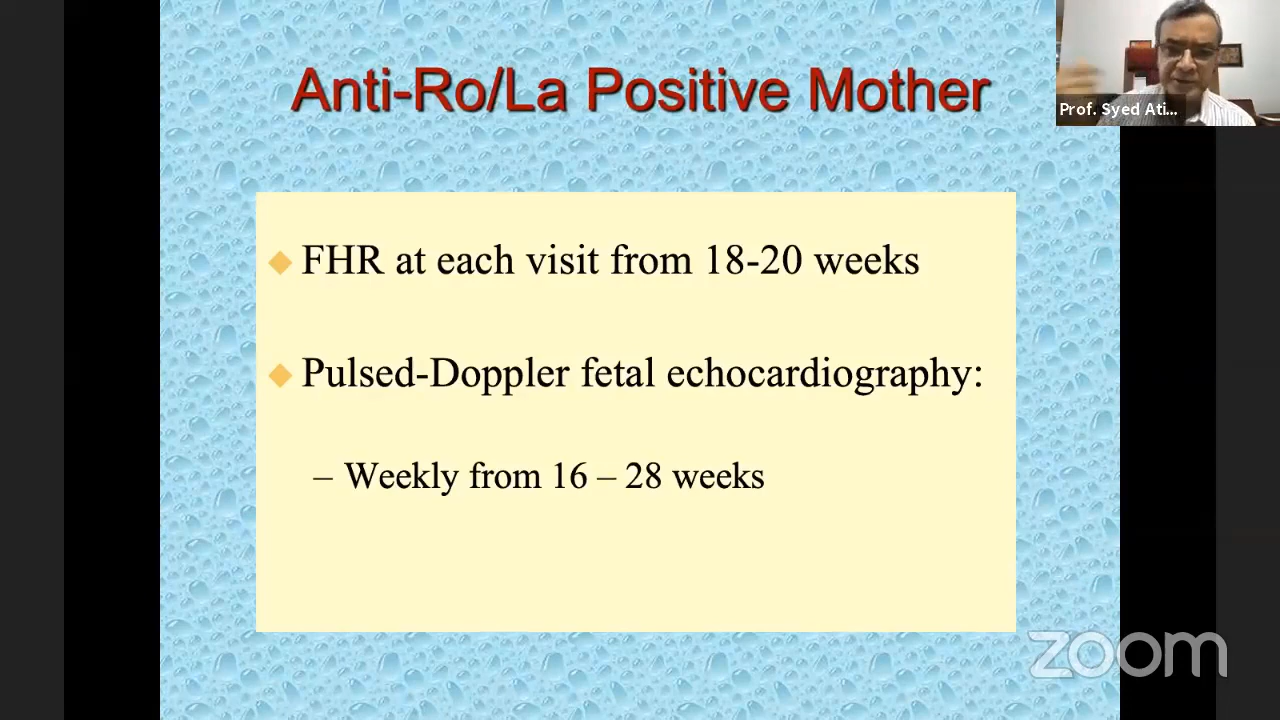 Anti-Ro/La Positive Mother
Prof. Syed Ati...
FHR at each visit from 18-20 weeks
Pulsed-Doppler fetal echocardiography:
– Weekly from 16 – 28 weeks
zoom